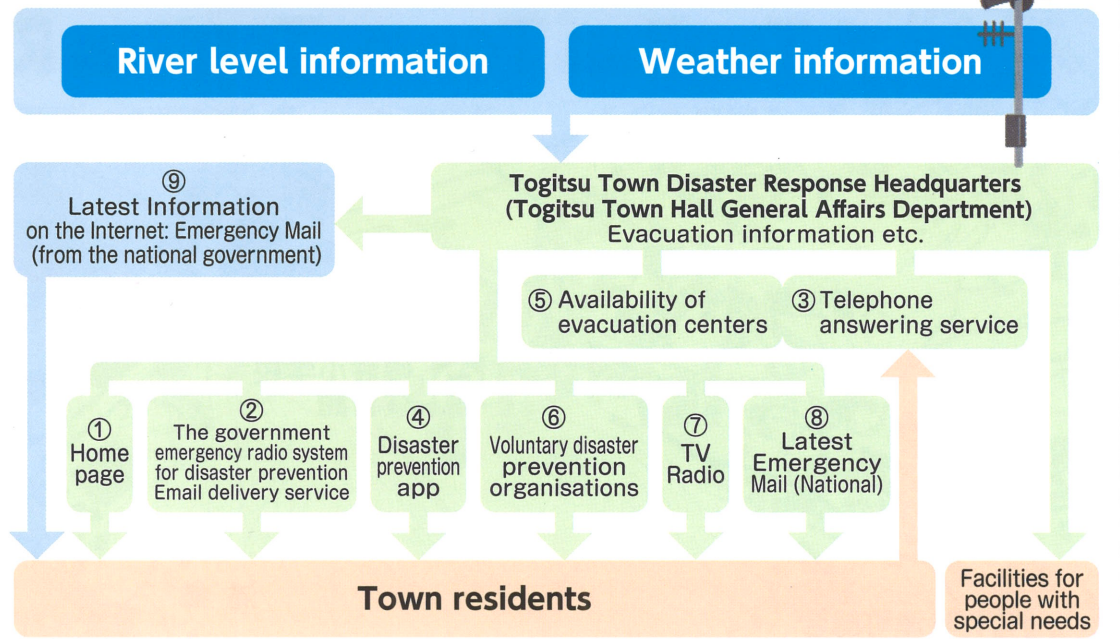 River level information
Weather information
⑨
Latest Information
on the Internet: Emergency Mail
(from the national government)
Togitsu Town Disaster Response Headquarters
(Togitsu Town Hall General Affairs Department)
Evacuation information etc.
⑤ Availability of
evacuation centers
③ Telephone
answering service
①
Home
page
②
The government
emergency radio system
for disaster prevention
Email delivery service
④
Disaster
prevention
app
⑥
Voluntary disaster
prevention
organisations
⑦
TV
Radio
⑧
Latest
Emergency
Mail (National)
Town residents
Facilities for
people with
special needs